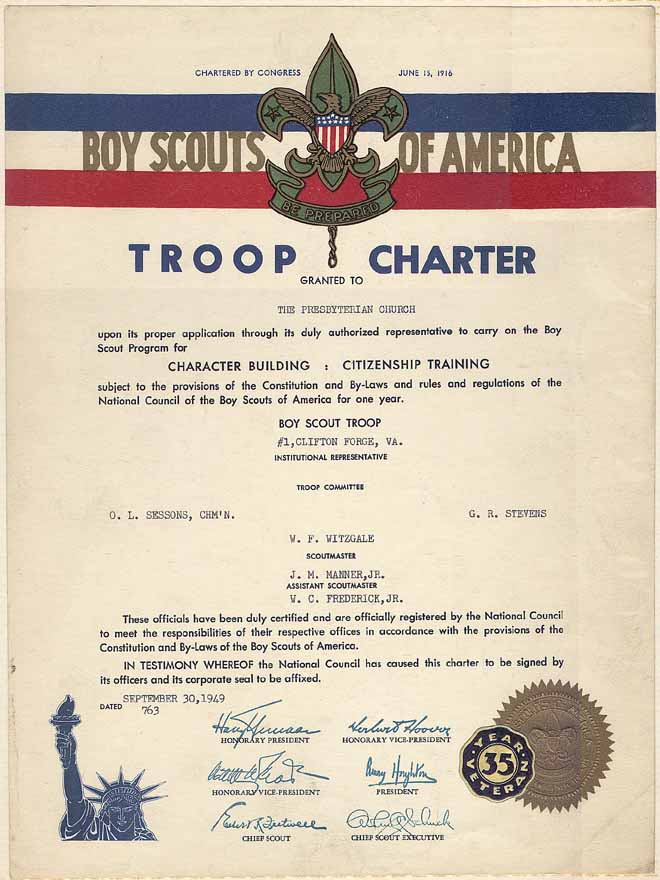 CHARTERED BY CONGRESS JUNE 15, 1916
BOY SCOUTS OF AMERICA
BE PREPARED
TROOP CHARTER
GRANTED TO
THE PRESBYTERIAN CHURCH
upon its proper application through its duly authorized representative to carry on the Boy
Scout Program for
CHARACTER BUILDING : CITIZENSHIP TRAINING
subject to the provisions of the Constitution and By-Laws and rules and regulations of the
National Council of the Boy Scouts of America for one year.
BOY SCOUT TROOP
#1,CLIFTON FORGE, VA.
INSTITUTIONAL REPRESENTATIVE
TROOP COMMITTEE
O. L. SESSONS, CHM'N. G. R. STEVENS
W. F. WITZGALE
SCOUTMASTER
J. M. MANNER,JR.
ASSISTANT SCOUTMASTER
W. C. FREDERICK,JR.
These officials have been duly certified and are officially registered by the National Council
to meet the responsibilities of their respective offices in accordance with the provisions of the
Constitution and By-Laws of the Boy Scouts of America.
IN TESTIMONY WHEREOF the National Council has caused this charter to be signed by
its officers and its corporate seal to be affixed.
SEPTEMBER 30,1949
DATED 763
Harry Truman Herbert Hoover
HONORARY PRESIDENT HONORARY VICE-PRESIDENT
Amory Houghton
HONORARY VICE-PRESIDENT PRESIDENT
CHIEF SCOUT CHIEF SCOUT EXECUTIVE
35 YEAR VETERAN